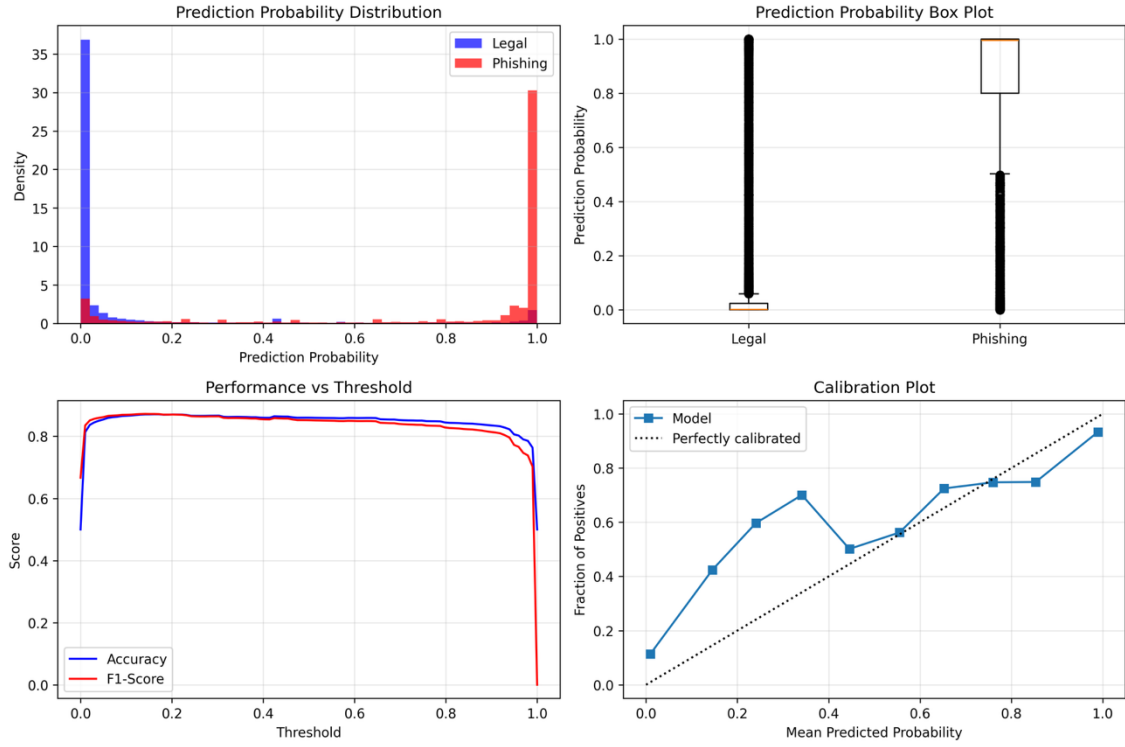 Prediction Probability Distribution
Density
35
30
25
20
15
10
5
0
Legal
Phishing
0.0 0.2 0.4 0.6 0.8 1.0
Prediction Probability
Prediction Probability Box Plot
Prediction Probability
1.0
0.8
0.6
0.4
0.2
0.0
Legal Phishing
Performance vs Threshold
Score
0.8
0.6
0.4
0.2
0.0
Accuracy
F1-Score
0.0 0.2 0.4 0.6 0.8 1.0
Threshold
Calibration Plot
Fraction of Positives
1.0
0.8
0.6
0.4
0.2
0.0
Model
Perfectly calibrated
0.0 0.2 0.4 0.6 0.8 1.0
Mean Predicted Probability